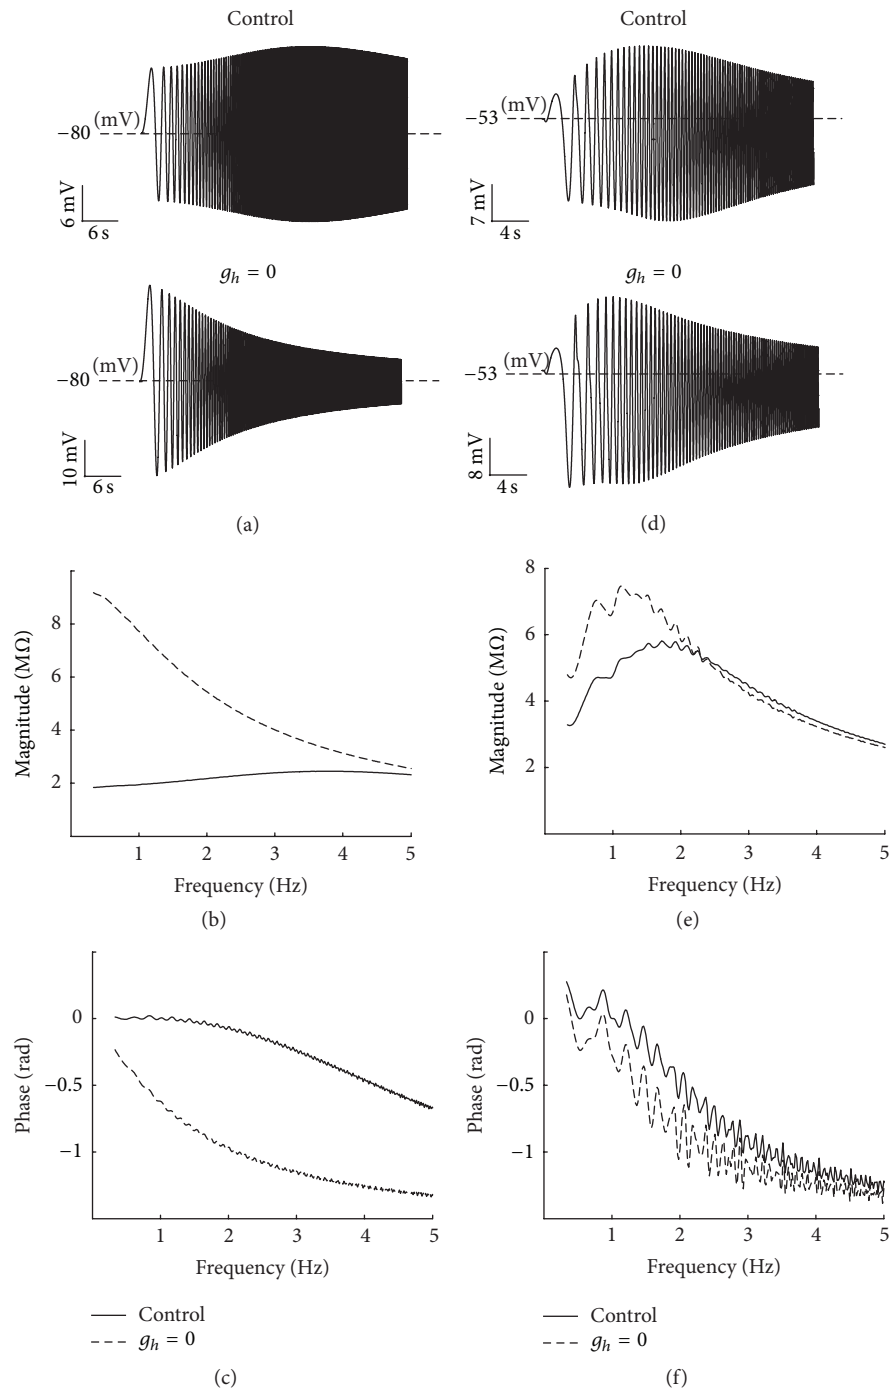 Control
(mV)
−80
6 mV
6 s
g_h = 0
(mV)
−80
10 mV
6 s
(a)
Control
(mV)
−53
7 mV
4 s
g_h = 0
(mV)
−53
8 mV
4 s
(d)
Magnitude (MΩ)
8
6
4
2
1 2 3 4 5
Frequency (Hz)
(b)
Magnitude (MΩ)
8
6
4
2
1 2 3 4 5
Frequency (Hz)
(e)
Phase (rad)
0
−0.5
−1
1 2 3 4 5
Frequency (Hz)
Control
g_h = 0
(c)
Phase (rad)
0
−0.5
−1
1 2 3 4 5
Frequency (Hz)
Control
g_h = 0
(f)